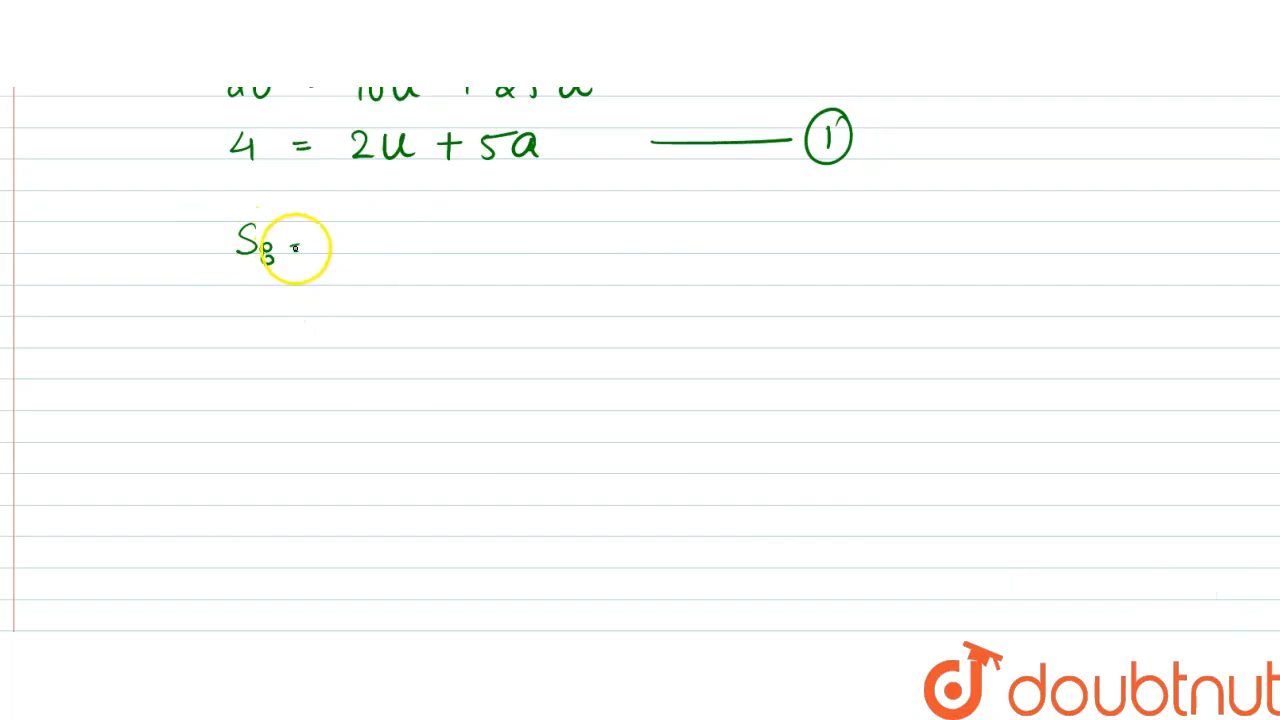 4 = 2u + 5a ——— ①
S₈
doubtnut